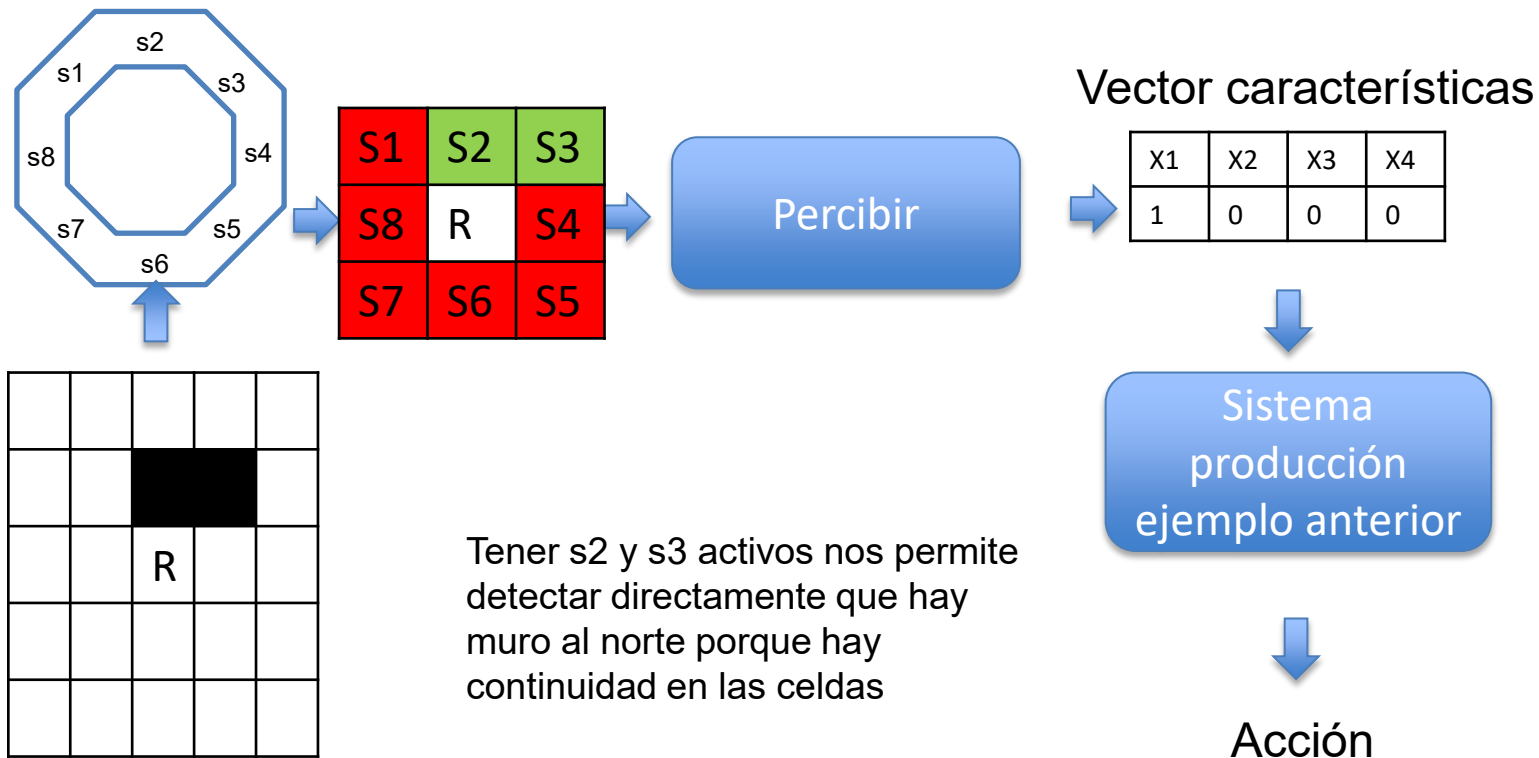 s2
s1
s3
s8
s4
s7
s5
s6
S1 S2 S3
S8 R S4
S7 S6 S5
Percibir
Vector características
X1 X2 X3 X4
1 0 0 0
R
Tener s2 y s3 activos nos permite
detectar directamente que hay
muro al norte porque hay
continuidad en las celdas
Sistema
producción
ejemplo anterior
Acción